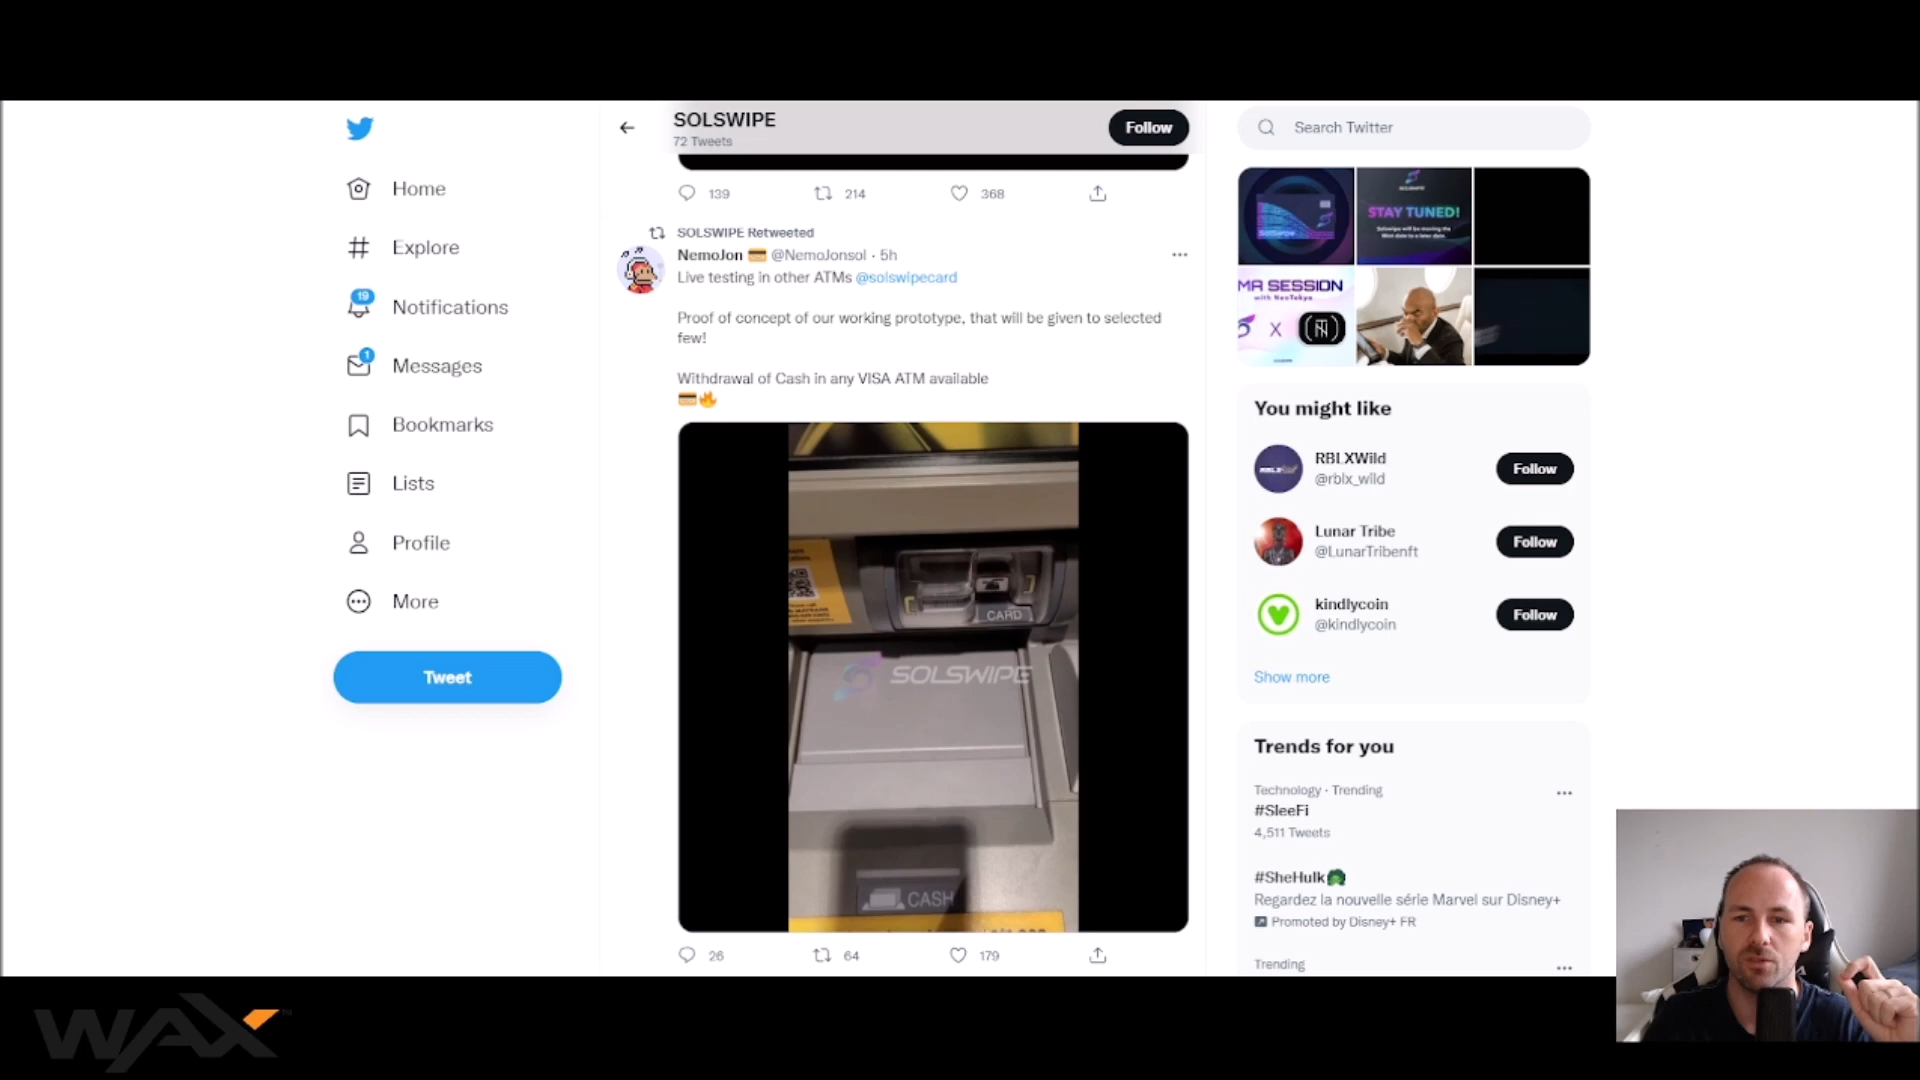 SOLSWIPE
72 Tweets
Follow
Search Twitter
Home
Explore
19
Notifications
1
Messages
Bookmarks
Lists
Profile
More
Tweet
139
214
368
SOLSWIPE Retweeted
NemoJon @NemoJonsol · 5h
Live testing in other ATMs @solswipecard
Proof of concept of our working prototype, that will be given to selected
few!
Withdrawal of Cash in any VISA ATM available
CARD
SOLSWIPE
CASH
26
64
179
STAY TUNED!
MA SESSION
with NeoTokyo
X
You might like
RBLXWild
@rblx_wild
Follow
Lunar Tribe
@LunarTribenft
Follow
kindlycoin
@kindlycoin
Follow
Show more
Trends for you
Technology · Trending
#SleeFi
4,511 Tweets
#SheHulk
Regardez la nouvelle série Marvel sur Disney+
Promoted by Disney+ FR
Trending
WAX